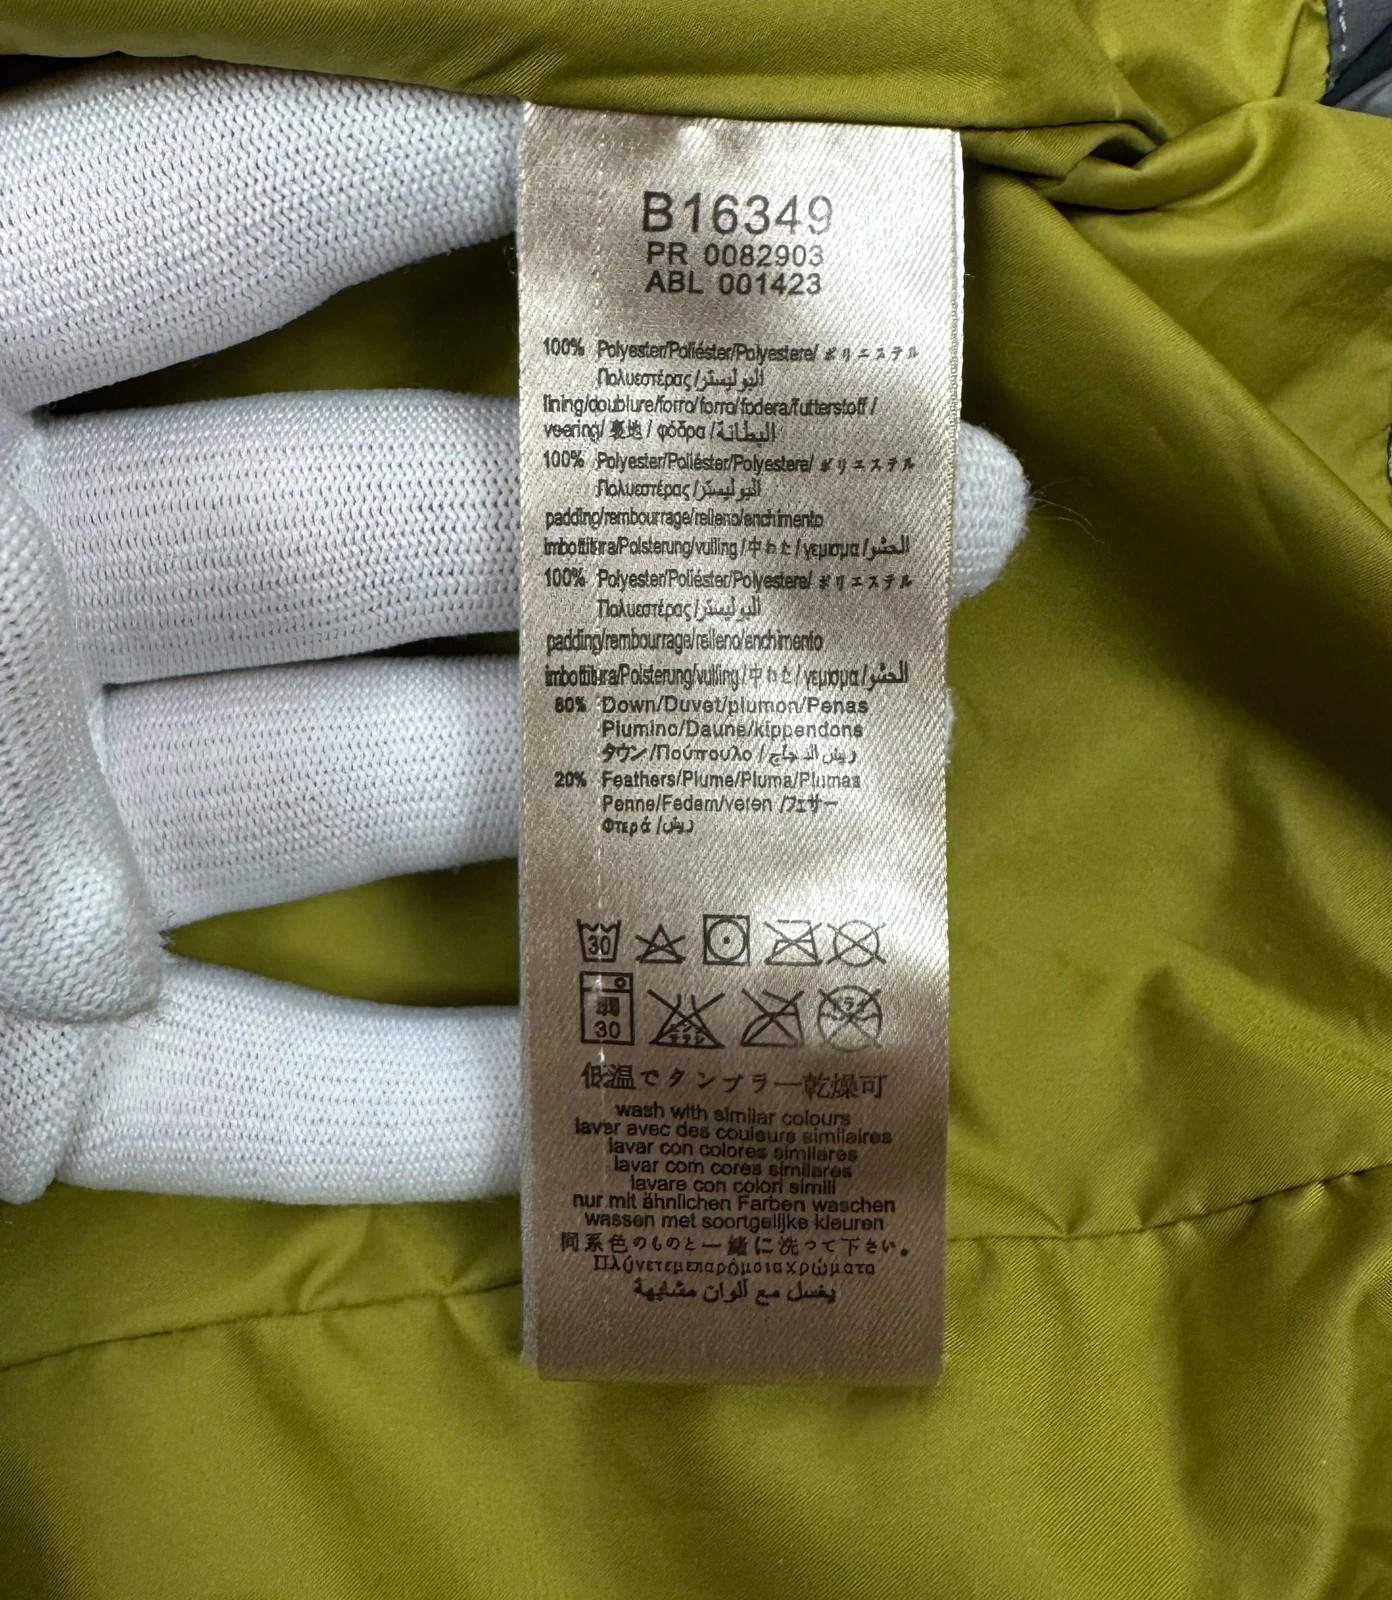 B16349
PR 0082903
ABL 001423
100% Polyester/Poliéster/Polyestere/ ポリエステル
Πολυεστέρας/البوليستر
lining/doublure/forro/forro/fodera/futterstoff/
voering/ 裏地 / φόδρα /البطانة
100% Polyester/Poliéster/Polyestere/ ポリエステル
Πολυεστέρας/البوليستر
padding/rembourrage/relleno/enchimento
imbottitura/Polsterung/vulling/中わた/γεμισμα/الحشو
100% Polyester/Poliéster/Polyestere/ ポリエステル
Πολυεστέρας/البوليستر
padding/rembourrage/relleno/enchimento
imbottitura/Polsterung/vulling/中わた/γεμισμα/الحشو
80% Down/Duvet/plumon/Penas
Piumino/Daune/kippendons
タウン/Πούπουλο/ريش الدجاج
20% Feathers/Plume/Pluma/Plumas
Penne/Federn/veren /フェサー
Φτερά /ريش
30
弱
30
低温でタンブラー乾燥可
wash with similar colours
laver avec des couleurs similaires
lavar con colores similares
lavar com cores similares
lavare con colori simili
nur mit ähnlichen Farben waschen
wassen met soortgelijke kleuren
同系色のものと一緒に洗って下さい。
Πλύνετεμεπαρόμοιαχρώματα
يغسل مع ألوان مشابهة